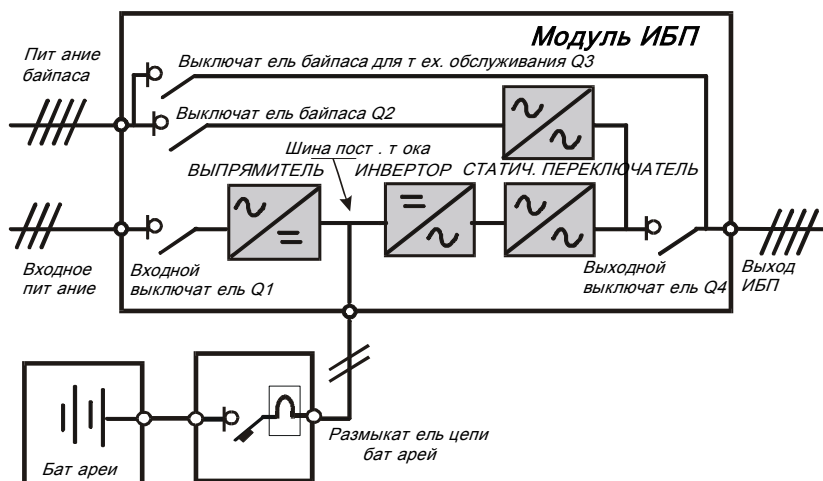 Модуль ИБП
Пит ание
байпаса
Выключат ель байпаса для т ех. обслуживания Q3
Выключат ель байпаса Q2
Шина пост . т ока
ВЫПРЯМИТЕЛЬ
ИНВЕРТОР
СТАТИЧ. ПЕРЕКЛЮЧАТЕЛЬ
Входное
пит ание
Входной
выключат ель Q1
Выходной
выключат ель Q4
Выход
ИБП
Размыкат ель цепи
бат арей
Бат ареи